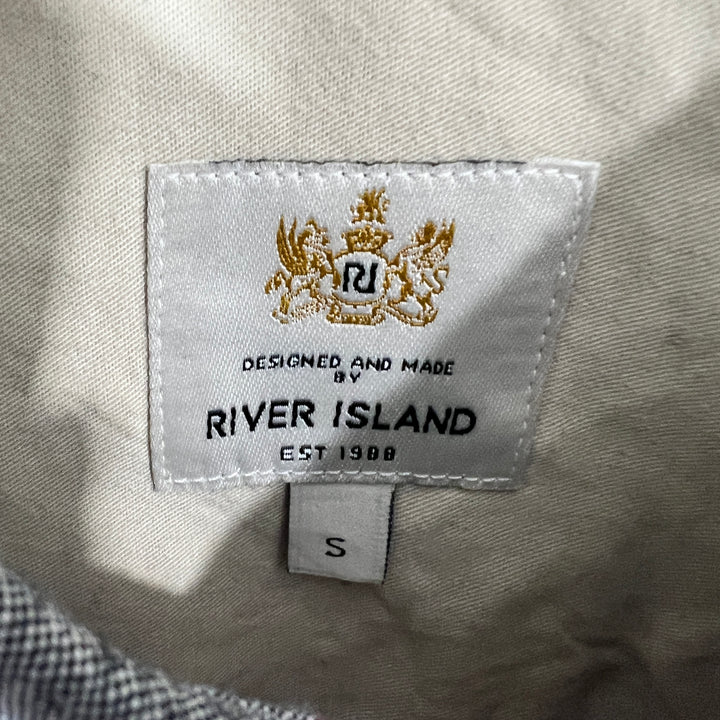 RI
DESIGNED AND MADE
BY
RIVER ISLAND
EST 1988
S